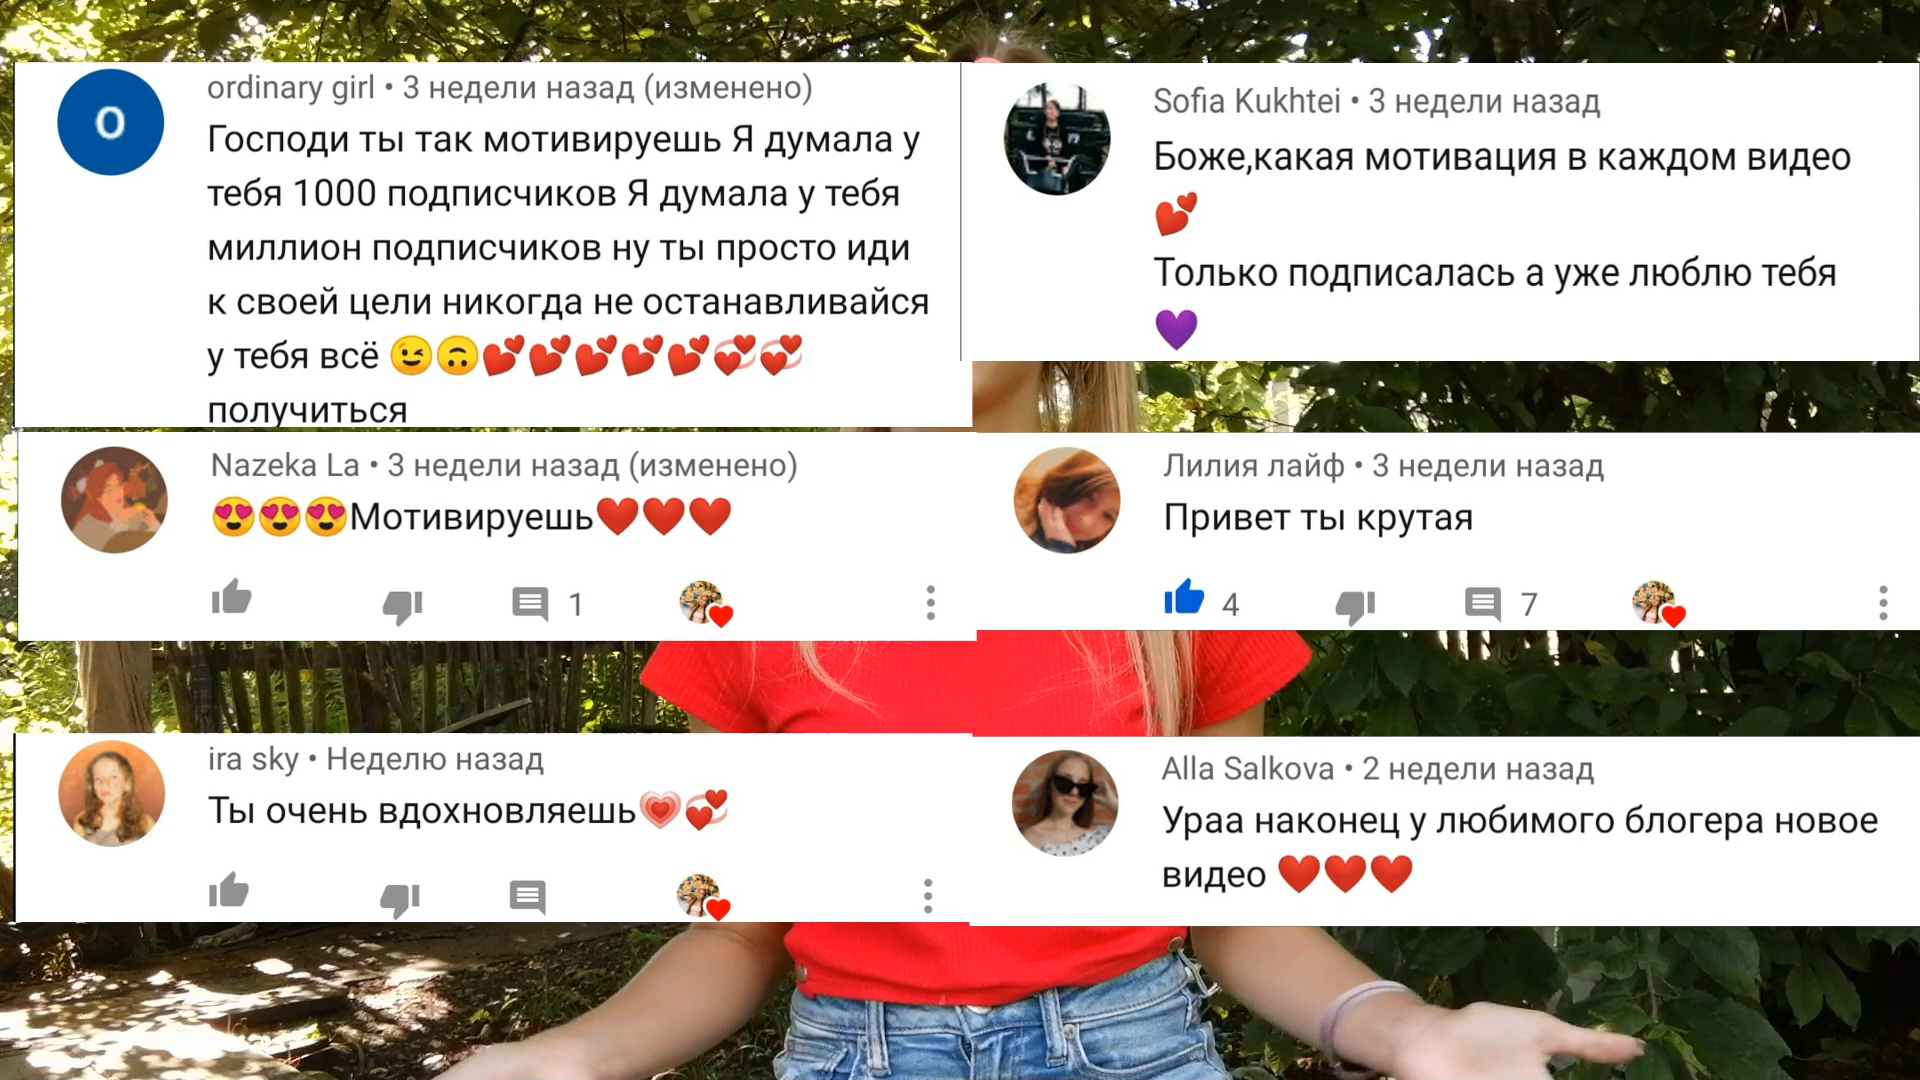 O
ordinary girl • 3 недели назад (изменено)
Господи ты так мотивируешь Я думала у
тебя 1000 подписчиков Я думала у тебя
миллион подписчиков ну ты просто иди
к своей цели никогда не останавливайся
у тебя всё 😉🙃💕💕💕💕💕💞💞
получиться
Sofia Kukhtei • 3 недели назад
Боже,какая мотивация в каждом видео
💕
Только подписалась а уже люблю тебя
💜
Nazeka La • 3 недели назад (изменено)
😍😍😍Мотивируешь❤❤❤
1
Лилия лайф • 3 недели назад
Привет ты крутая
4 7
ira sky • Неделю назад
Ты очень вдохновляешь💗💞
Alla Salkova • 2 недели назад
Ураа наконец у любимого блогера новое
видео ❤❤❤